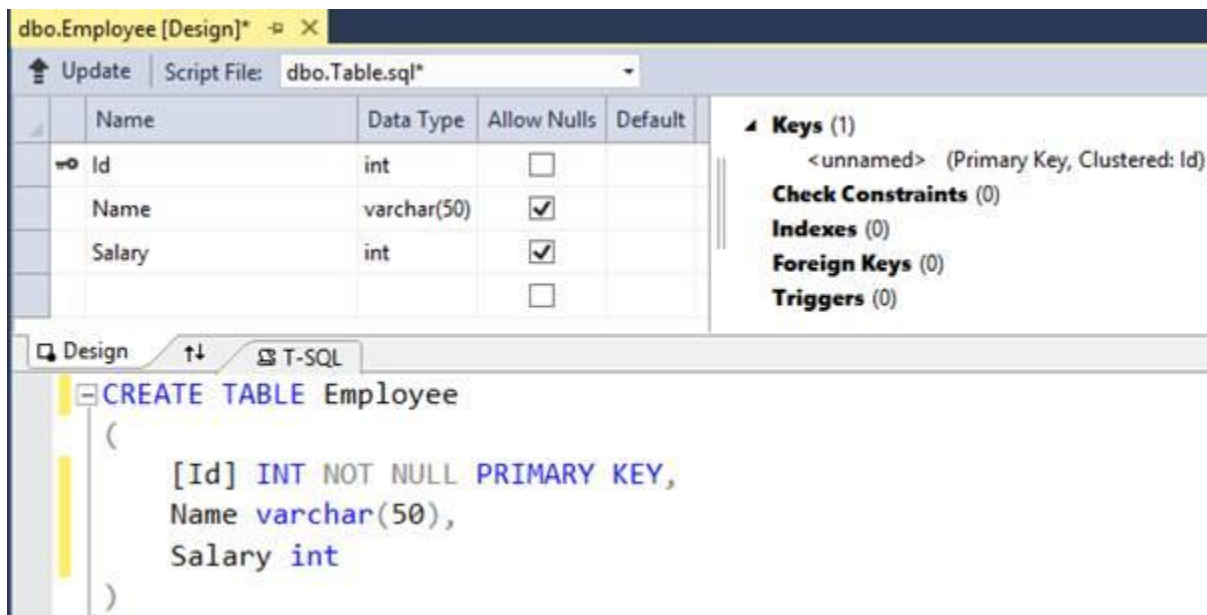 dbo.Employee [Design]*
Update Script File: dbo.Table.sql*
Name Data Type Allow Nulls Default
Id int
Name varchar(50)
Salary int
Keys (1)
<unnamed> (Primary Key, Clustered: Id)
Check Constraints (0)
Indexes (0)
Foreign Keys (0)
Triggers (0)
Design T-SQL
CREATE TABLE Employee
(
[Id] INT NOT NULL PRIMARY KEY,
Name varchar(50),
Salary int
)